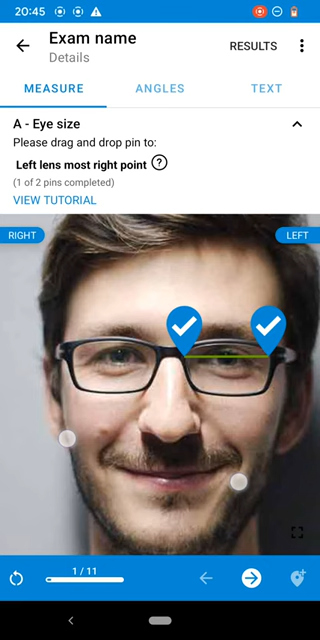 20:45
Exam name
Details
RESULTS
MEASURE
ANGLES
TEXT
A - Eye size
Please drag and drop pin to:
Left lens most right point ?
(1 of 2 pins completed)
VIEW TUTORIAL
RIGHT
LEFT
1 / 11